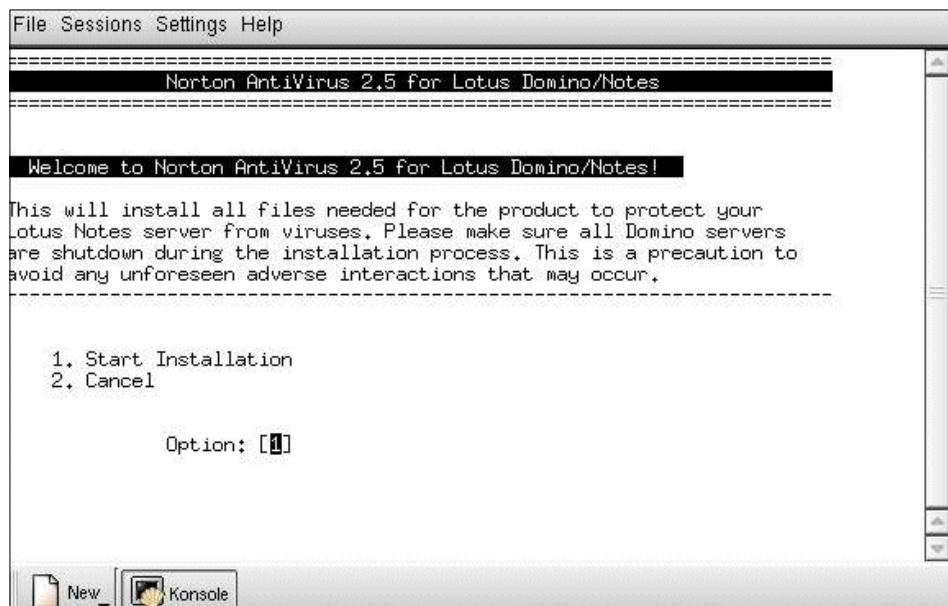 File Sessions Settings Help
================================================================================
Norton AntiVirus 2.5 for Lotus Domino/Notes
================================================================================
Welcome to Norton AntiVirus 2.5 for Lotus Domino/Notes!
This will install all files needed for the product to protect your
Lotus Notes server from viruses. Please make sure all Domino servers
are shutdown during the installation process. This is a precaution to
avoid any unforeseen adverse interactions that may occur.
--------------------------------------------------------------------------------
1. Start Installation
2. Cancel
Option: [1]
New Konsole